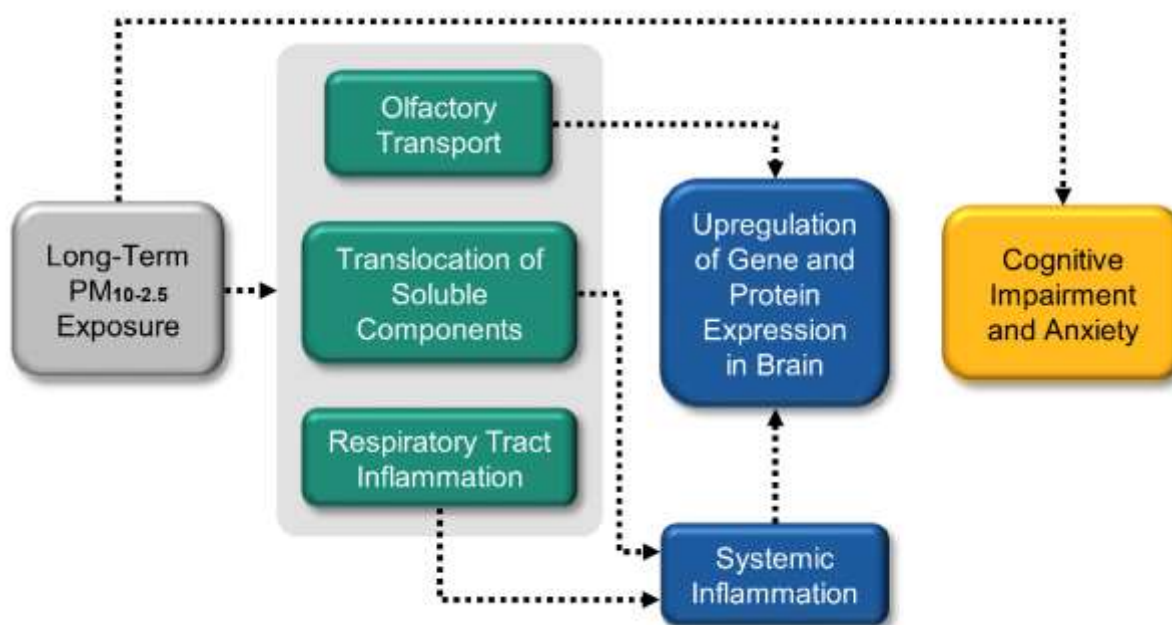 Olfactory
Transport
Long-Term
PM10-2.5
Exposure
Translocation of
Soluble
Components
Respiratory Tract
Inflammation
Upregulation
of Gene and
Protein
Expression
in Brain
Systemic
Inflammation
Cognitive
Impairment
and Anxiety